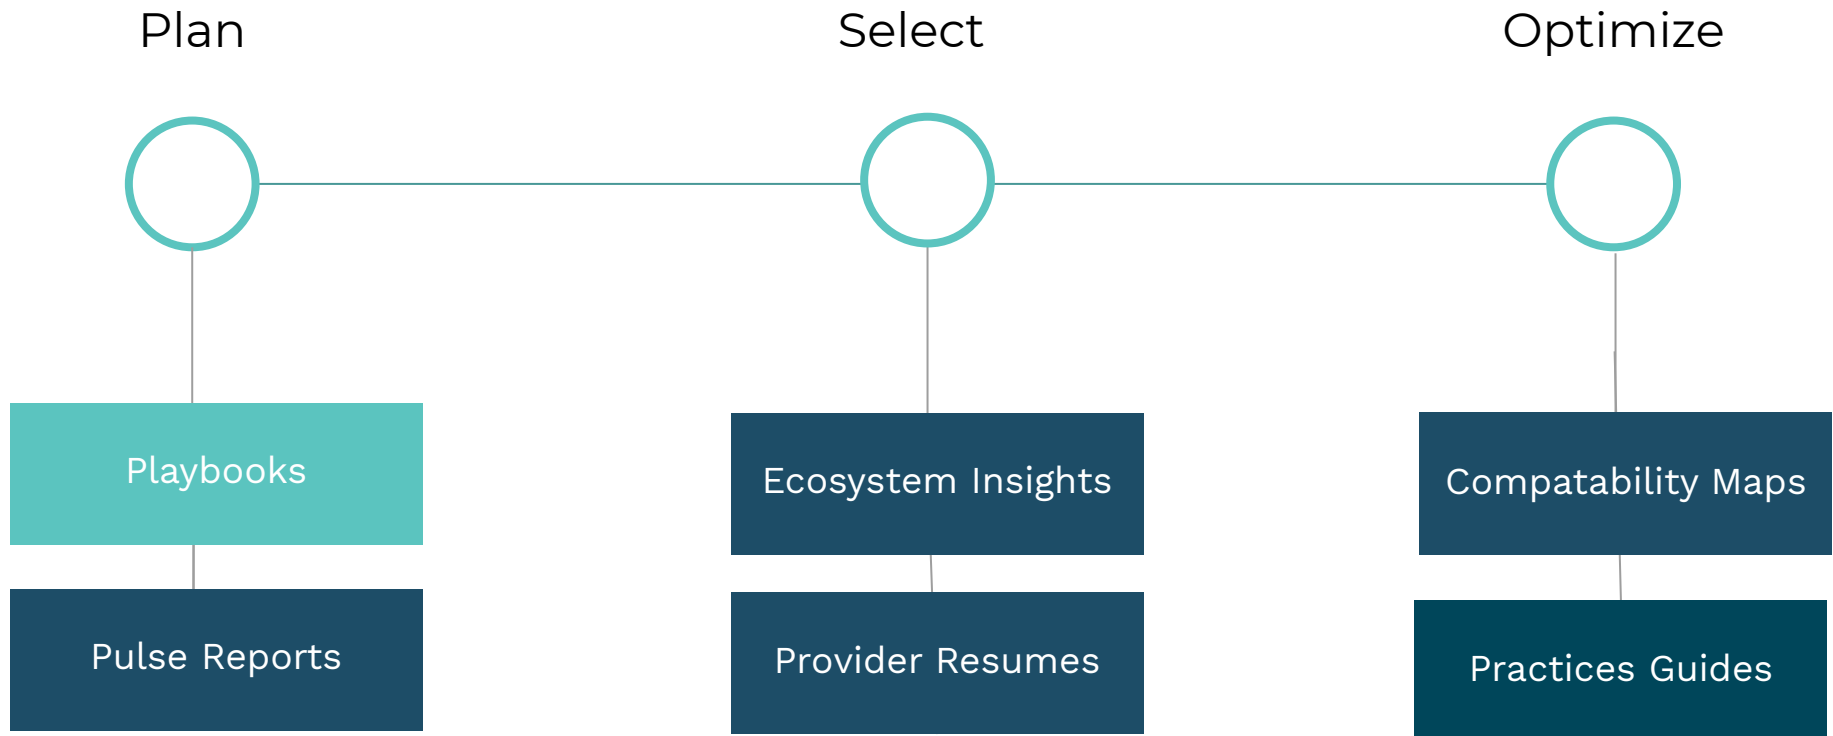 Plan
Select
Optimize
Playbooks
Ecosystem Insights
Compatability Maps
Pulse Reports
Provider Resumes
Practices Guides